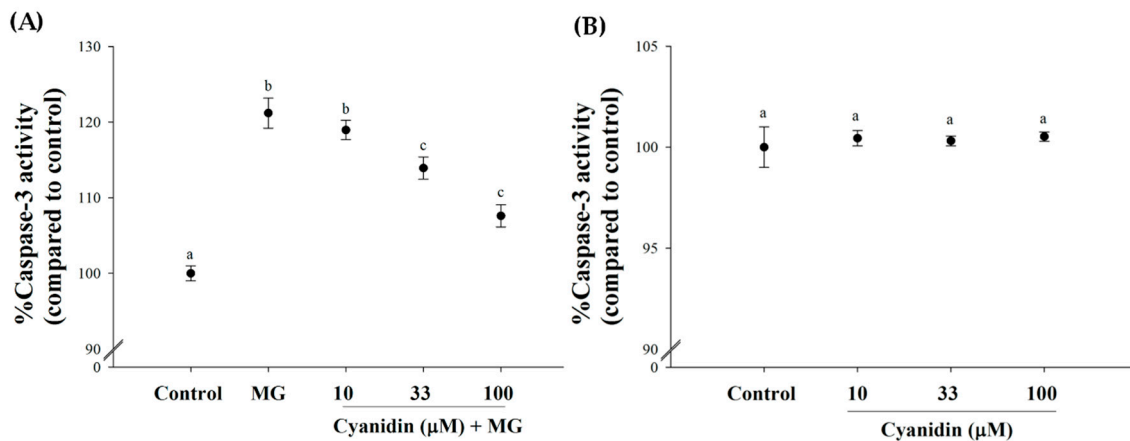 (A)
%Caspase-3 activity
(compared to control)
130
120
110
100
90
0
a
b
b
c
c
Control MG 10 33 100
Cyanidin (μM) + MG
(B)
%Caspase-3 activity
(compared to control)
105
100
95
90
0
a
a
a
a
Control 10 33 100
Cyanidin (μM)